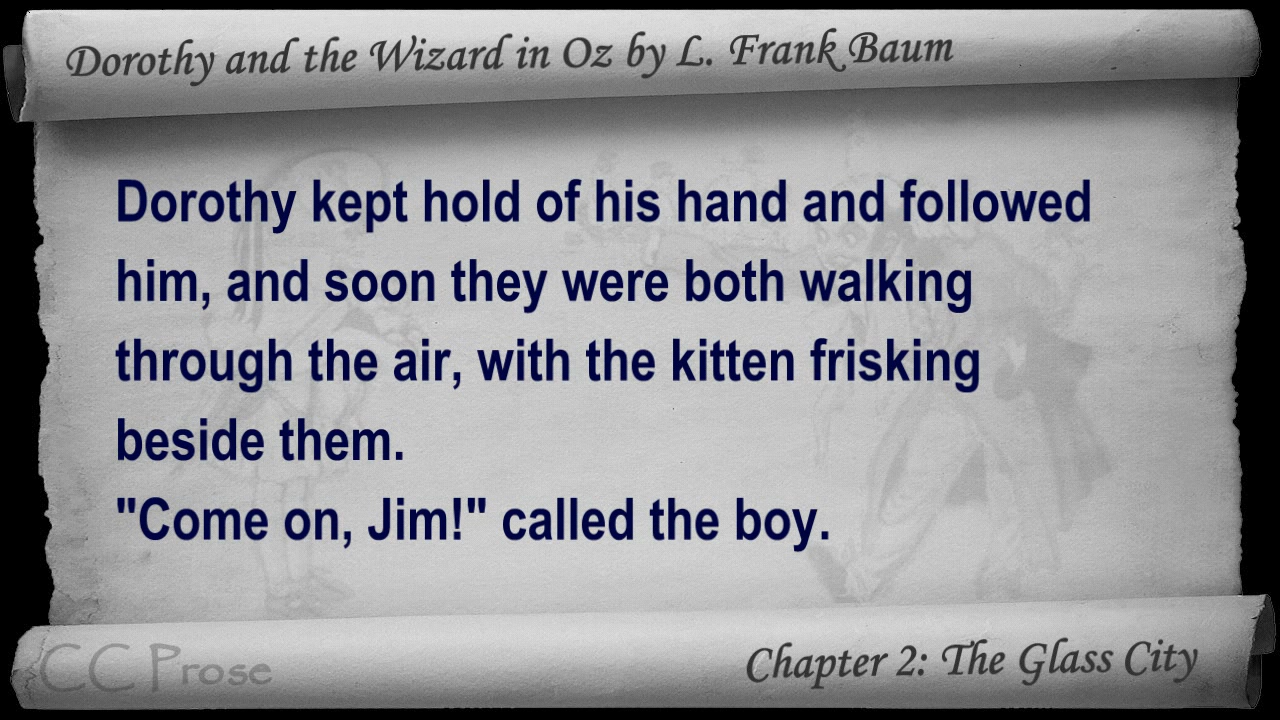 Dorothy and the Wizard in Oz by L. Frank Baum
Dorothy kept hold of his hand and followed
him, and soon they were both walking
through the air, with the kitten frisking
beside them.
"Come on, Jim!" called the boy.
CC Prose
Chapter 2: The Glass City